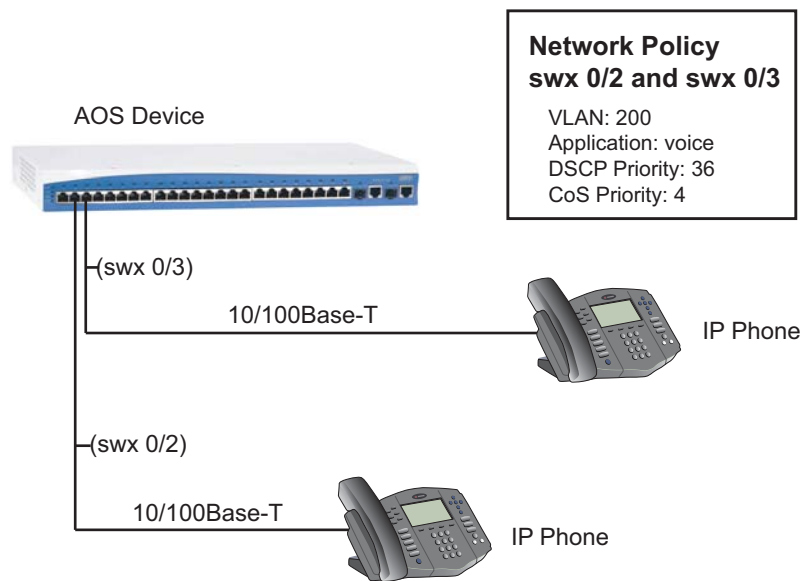 Network Policy
swx 0/2 and swx 0/3
VLAN: 200
Application: voice
DSCP Priority: 36
CoS Priority: 4
AOS Device
(swx 0/3)
10/100Base-T
IP Phone
(swx 0/2)
10/100Base-T
IP Phone